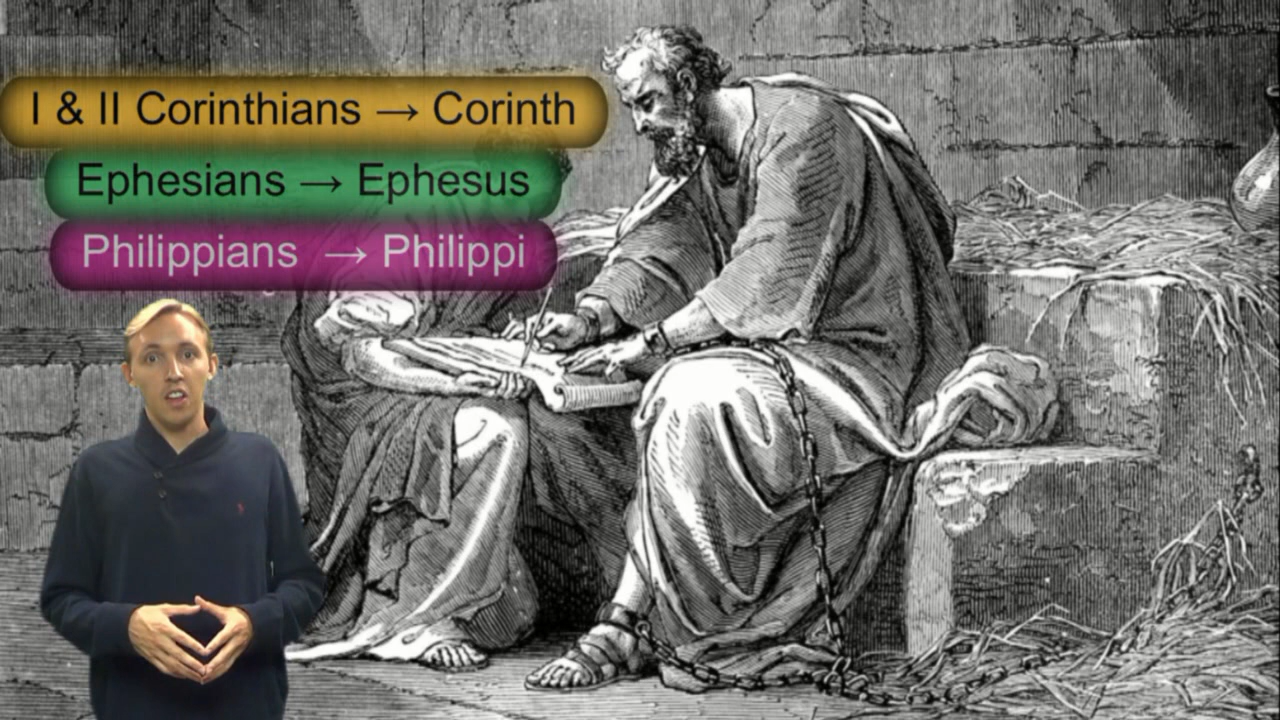 I & II Corinthians → Corinth
Ephesians → Ephesus
Philippians → Philippi